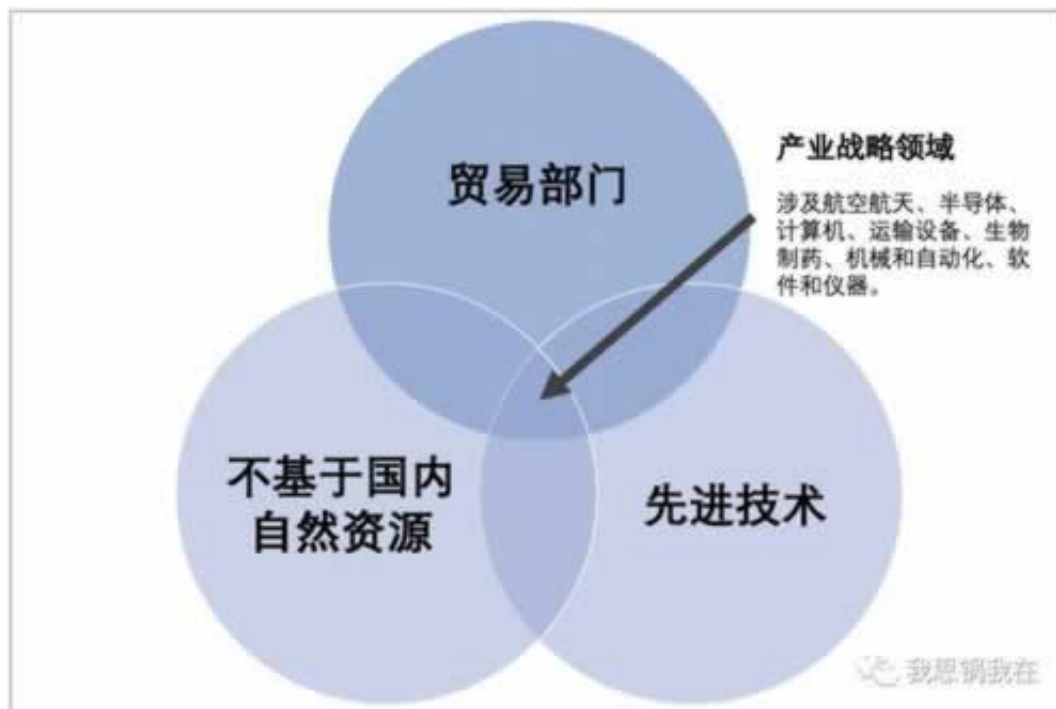 贸易部门
产业战略领域
涉及航空航天、半导体、
计算机、运输设备、生物
制药、机械和自动化、软
件和仪器。
不基于国内
自然资源
先进技术
我思锅我在